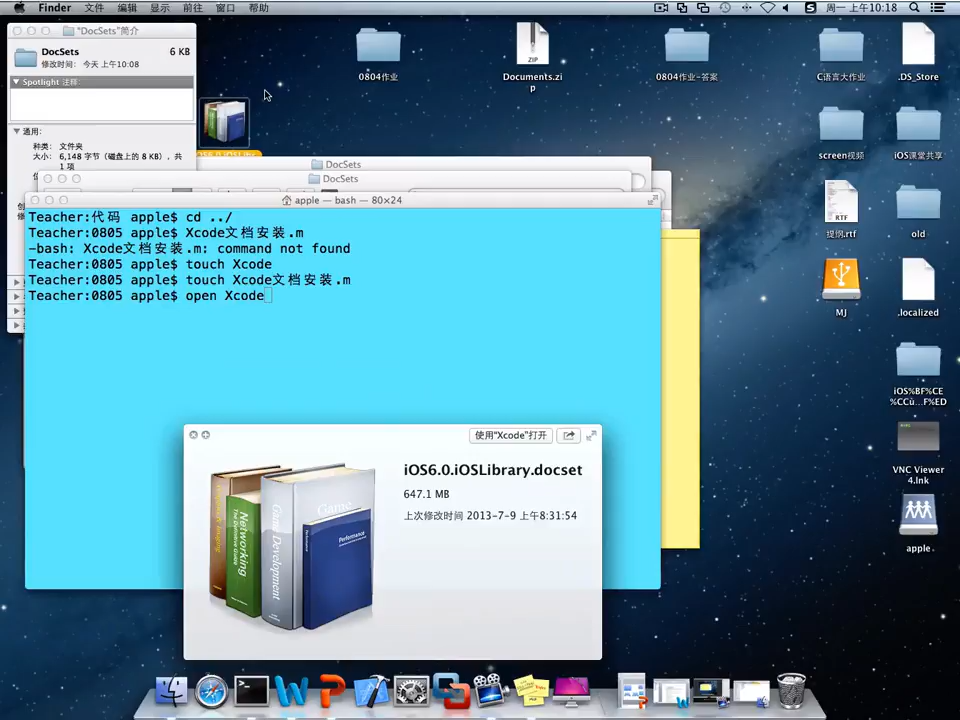 Finder 文件 编辑 显示 前往 窗口 帮助
周一 上午10:18
"DocSets"简介
DocSets 6 KB
修改时间: 今天 上午10:08
Spotlight 注释:
通用:
种类: 文件夹
大小: 6,148 字节(磁盘上的 8 KB),共
1 项
0804作业
ZIP
Documents.zi
p
0804作业-答案
C语言大作业
.DS_Store
screen视频
iOS课堂共享
RTF
提纲.rtf
old
MJ
.localized
iOS%BF%CE
%CCü...F%ED
VNC Viewer
4.lnk
apple
DocSets
DocSets
apple — bash — 80×24
Teacher:代码 apple$ cd ../
Teacher:0805 apple$ Xcode文档安装.m
-bash: Xcode文档安装.m: command not found
Teacher:0805 apple$ touch Xcode
Teacher:0805 apple$ touch Xcode文档安装.m
Teacher:0805 apple$ open Xcode
使用"Xcode"打开
iOS6.0.iOSLibrary.docset
647.1 MB
上次修改时间 2013-7-9 上午8:31:54
Networking
Game Development
Game
Performance